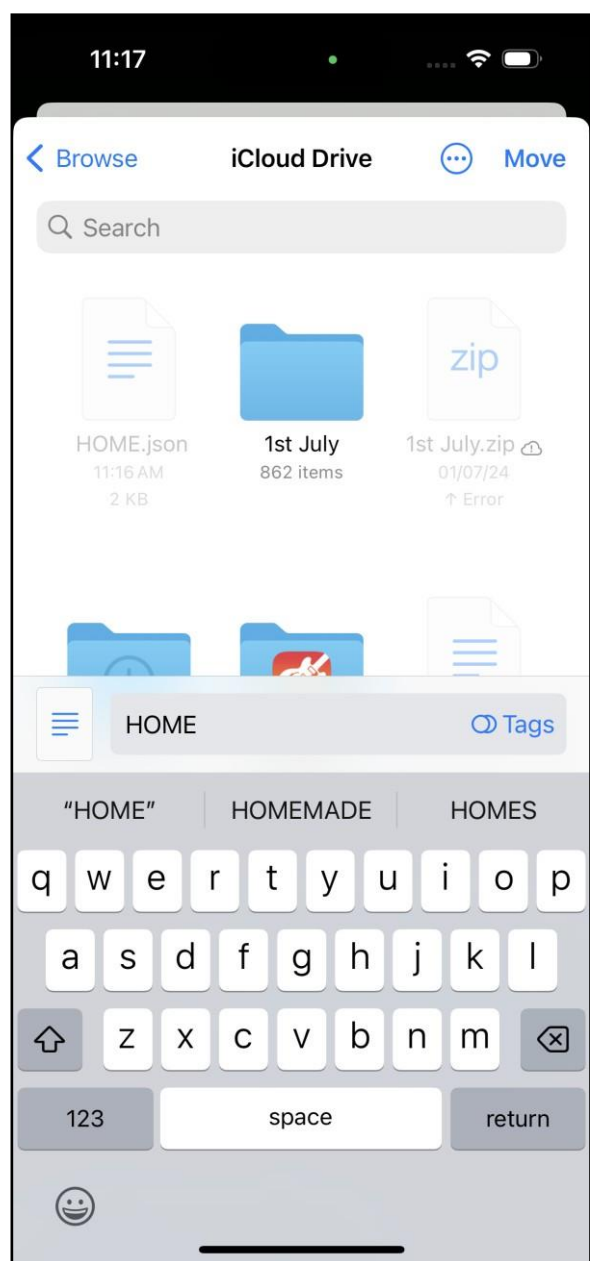 11:17
Browse
iCloud Drive
Move
Search
zip
HOME.json
1st July
1st July.zip
11:16 AM
862 items
01/07/24
2 KB
↑ Error
HOME
Tags
“HOME”
HOMEMADE
HOMES
q w e r t y u i o p
a s d f g h j k l
z x c v b n m
123
space
return